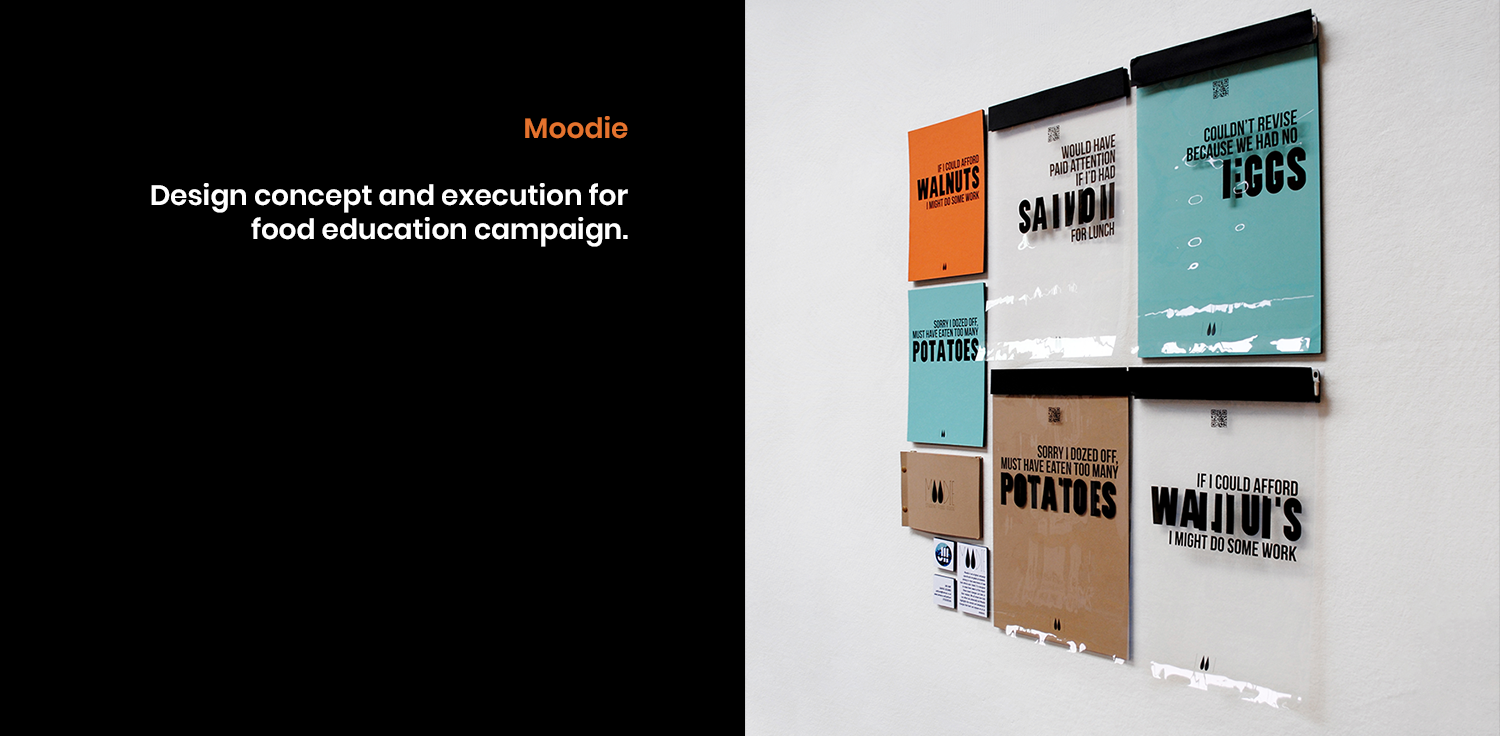 Moodie
Design concept and execution for
food education campaign.
IF I COULD AFFORD
WALNUTS
I MIGHT DO SOME WORK
WOULD HAVE
PAID ATTENTION
IF I'D HAD
FOR LUNCH
COULDN'T REVISE
BECAUSE WE HAD NO
EGGS
SORRY I DOZED OFF,
MUST HAVE EATEN TOO MANY
POTATOES
SORRY I DOZED OFF,
MUST HAVE EATEN TOO MANY
POTATOES
IF I COULD AFFORD
WALNUTS
I MIGHT DO SOME WORK